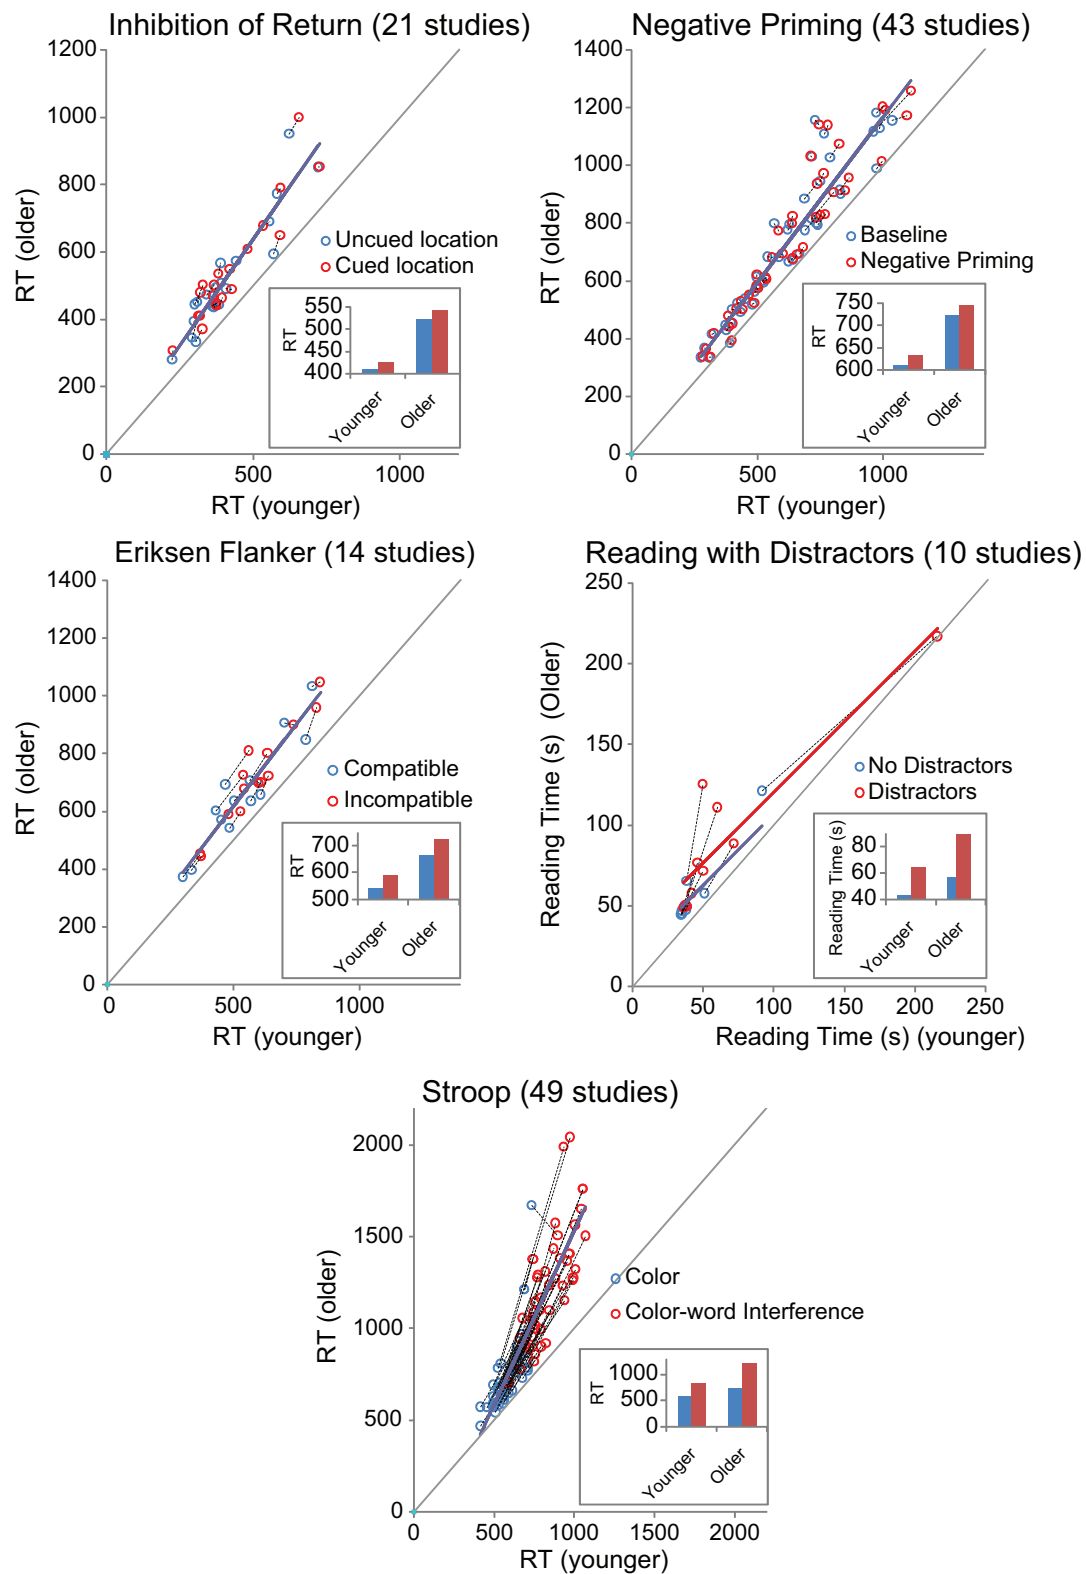 Inhibition of Return (21 studies)
1200
1000
800
600
400
200
0
0
500
1000
RT (older)
RT (younger)
Uncued location
Cued location
550
500
450
400
RT
Younger
Older
Negative Priming (43 studies)
1400
1200
1000
800
600
400
200
0
0
500
1000
RT (older)
RT (younger)
Baseline
Negative Priming
750
700
650
600
RT
Younger
Older
Eriksen Flanker (14 studies)
1400
1200
1000
800
600
400
200
0
0
500
1000
RT (older)
RT (younger)
Compatible
Incompatible
700
600
500
RT
Younger
Older
Reading with Distractors (10 studies)
250
200
150
100
50
0
0
50
100
150
200
250
Reading Time (s) (Older)
Reading Time (s) (younger)
No Distractors
Distractors
80
60
40
Reading Time (s)
Younger
Older
Stroop (49 studies)
2000
1500
1000
500
0
0
500
1000
1500
2000
RT (older)
RT (younger)
Color
Color-word Interference
1000
500
0
RT
Younger
Older